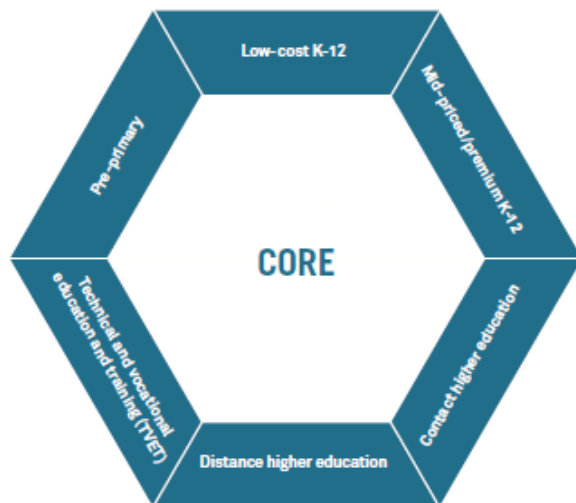 Low-cost K-12
Mid-priced/premium K-12
Pre-primary
CORE
Technical and vocational
education and training (TVET)
Contact higher education
Distance higher education